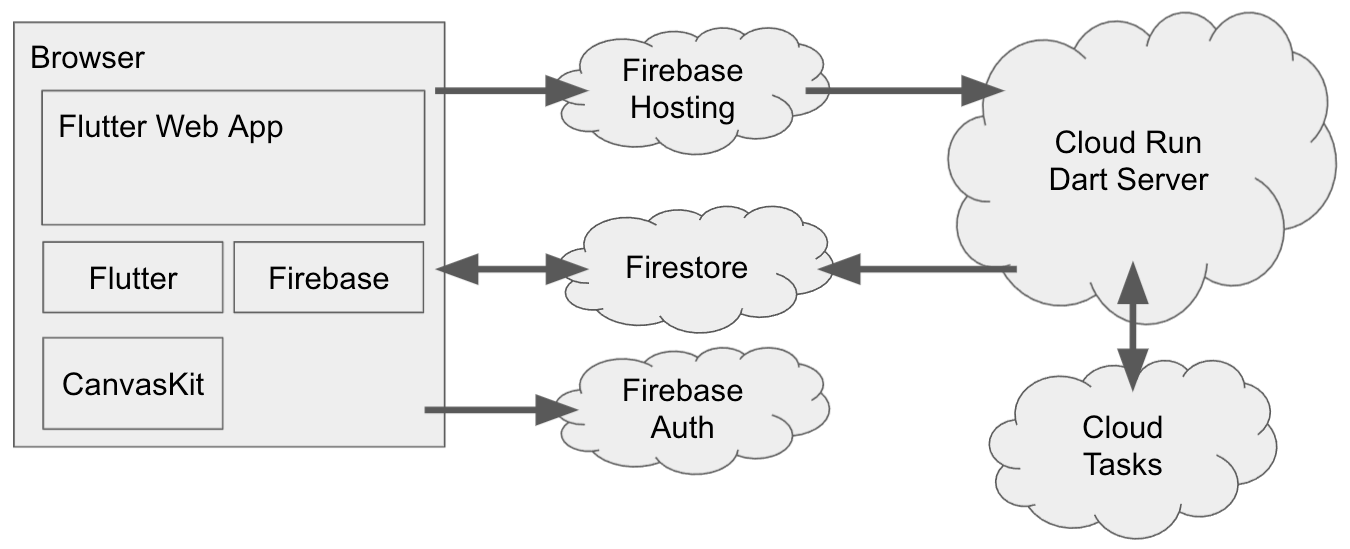 Browser
Flutter Web App
Flutter
Firebase
CanvasKit
Firebase
Hosting
Firestore
Firebase
Auth
Cloud Run
Dart Server
Cloud
Tasks